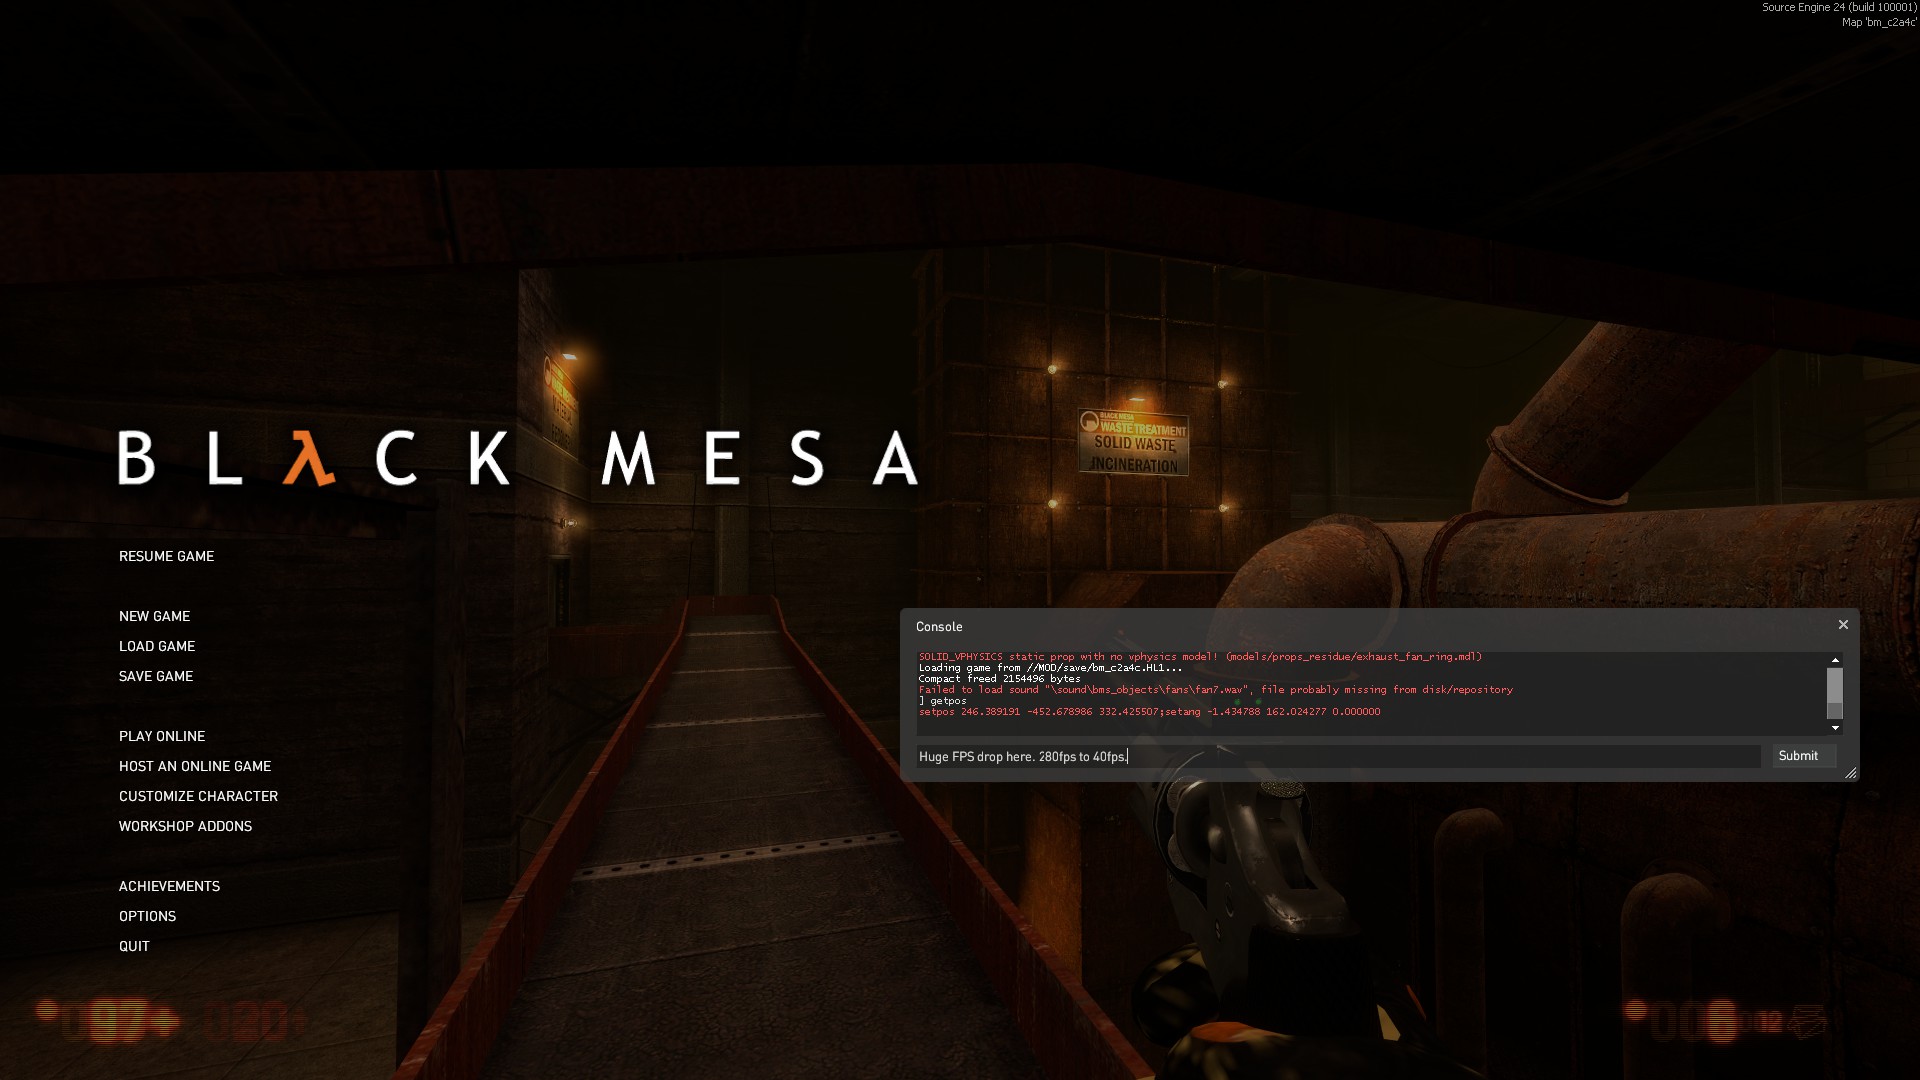 Source Engine 24 (build 100001)
Map 'bm_c2a4c'
BLACK MESA
WASTE TREATMENT
SOLID WASTE
INCINERATION
BLλCK MESA
RESUME GAME
NEW GAME
LOAD GAME
SAVE GAME
PLAY ONLINE
HOST AN ONLINE GAME
CUSTOMIZE CHARACTER
WORKSHOP ADDONS
ACHIEVEMENTS
OPTIONS
QUIT
Console
SOLID_VPHYSICS static prop with no vphysics model! (models/props_residue/exhaust_fan_ring.mdl)
Loading game from //MOD/save/bm_c2a4c.HL1...
Compact freed 2154496 bytes
Failed to load sound "\sound\bms_objects\fans\fan7.wav", file probably missing from disk/repository
] getpos
setpos 246.389191 -452.678986 332.425507;setang -1.434788 162.024277 0.000000
Huge FPS drop here. 280fps to 40fps.
Submit